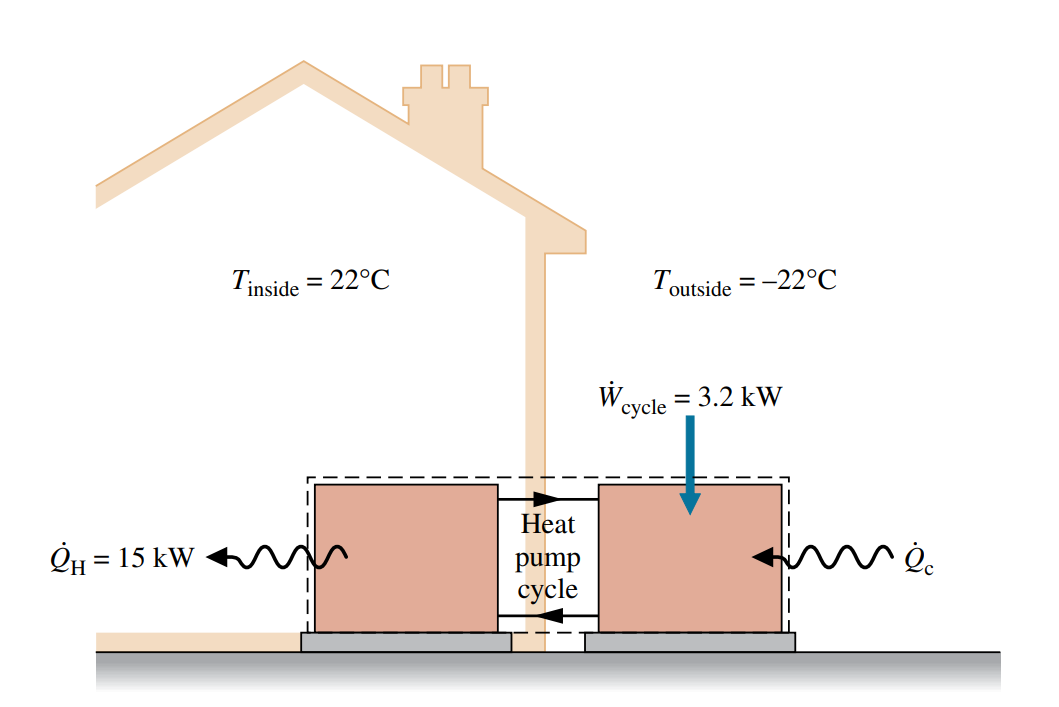 T_inside = 22°C
T_outside = –22°C
Ẇ_cycle = 3.2 kW
Heat
pump
cycle
Q̇_H = 15 kW
Q̇_c